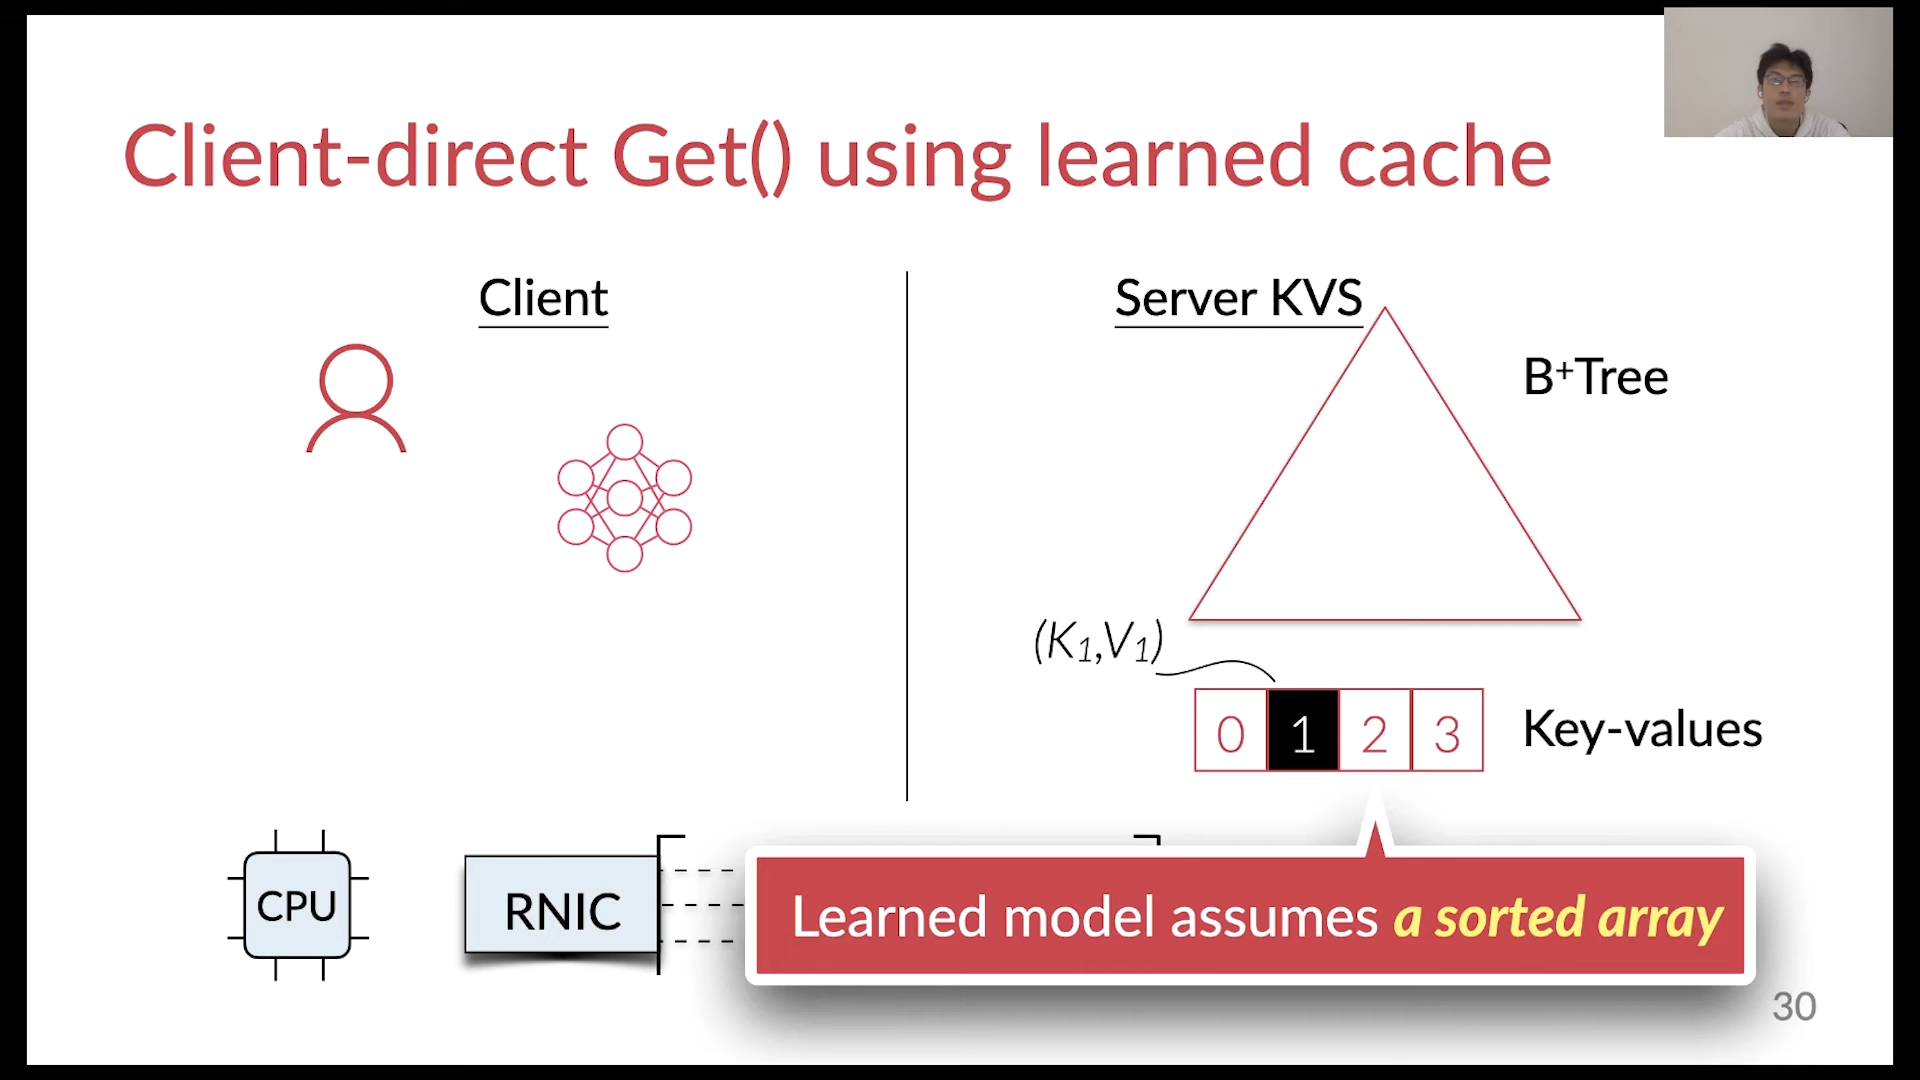 Client-direct Get() using learned cache
Client
Server KVS
B⁺Tree
(K₁,V₁)
0 1 2 3
Key-values
CPU
RNIC
Learned model assumes a sorted array
30